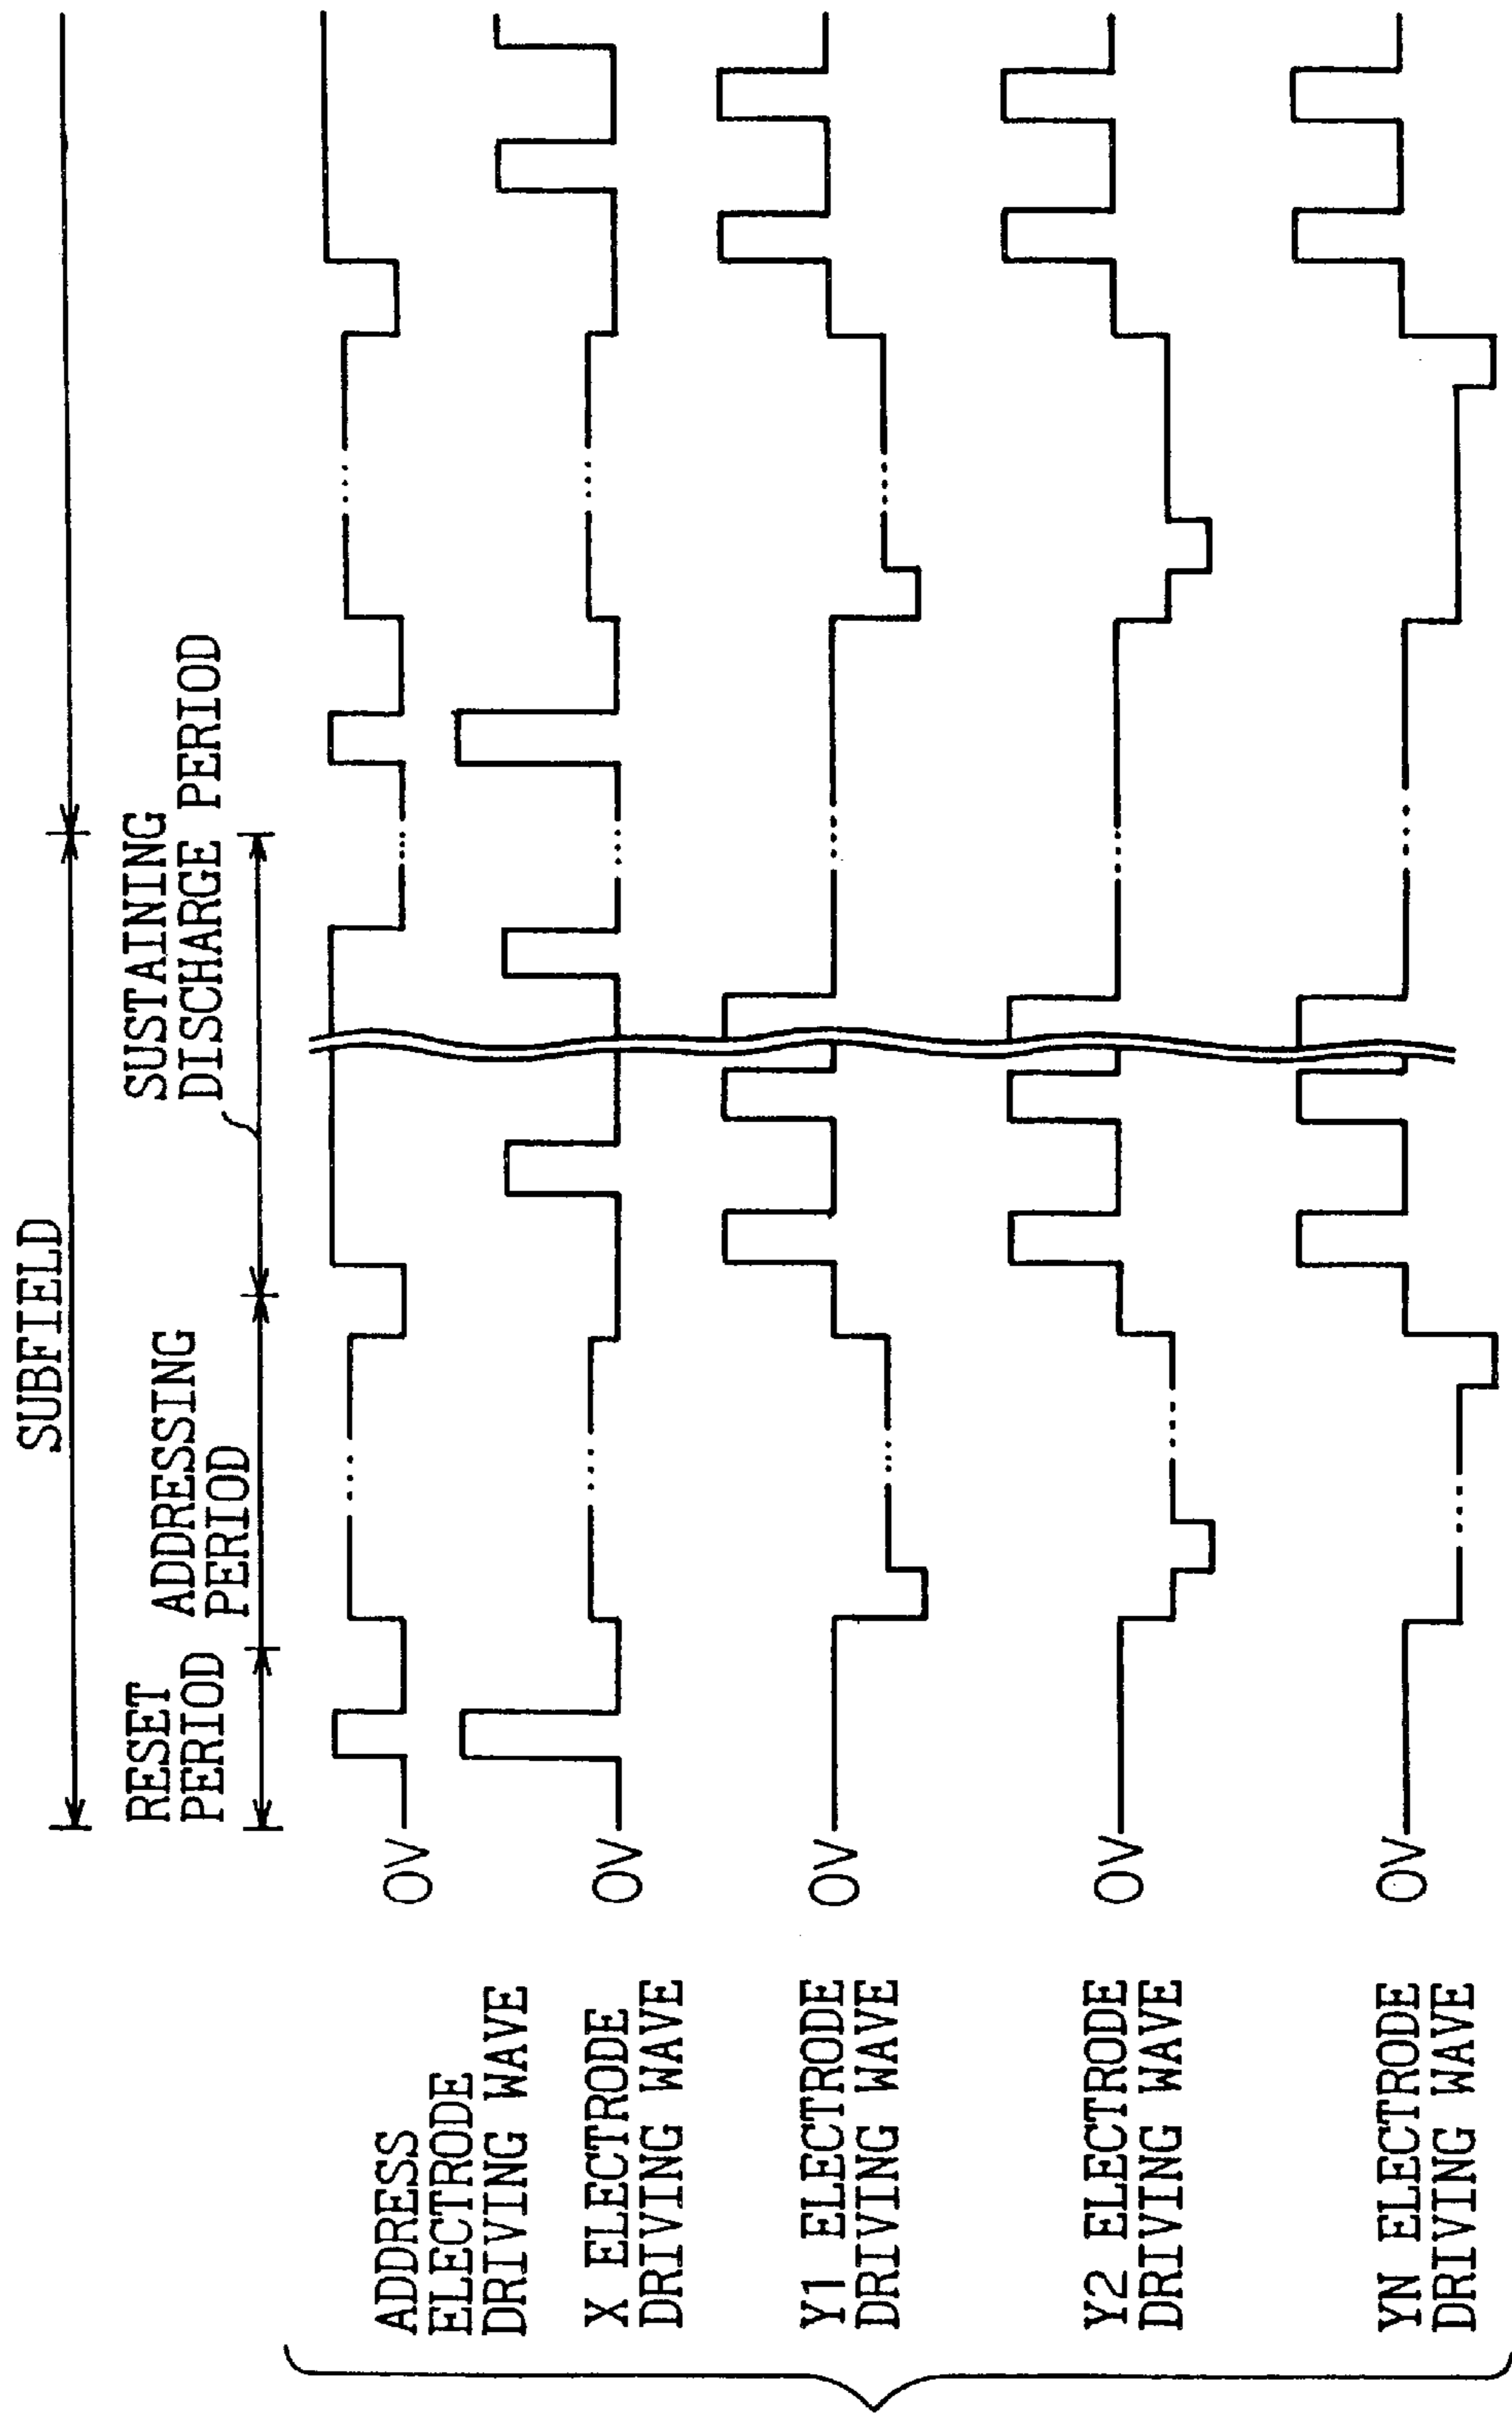 SUBFIELD
RESET
PERIOD
ADDRESSING
PERIOD
SUSTAINING
DISCHARGE PERIOD
ADDRESS
ELECTRODE
DRIVING WAVE
0V
X ELECTRODE
DRIVING WAVE
0V
Y1 ELECTRODE
DRIVING WAVE
0V
Y2 ELECTRODE
DRIVING WAVE
0V
YN ELECTRODE
DRIVING WAVE
0V